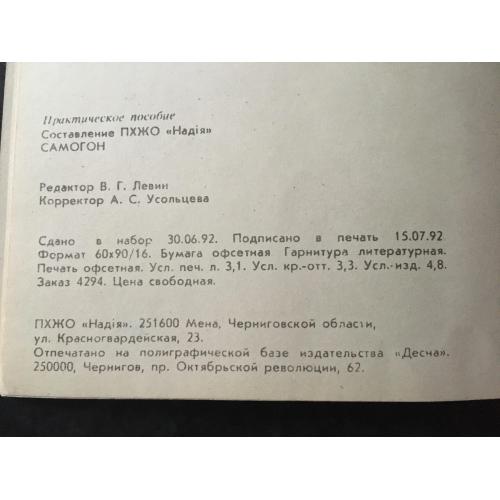 Практическое пособие
Составление ПХЖО «Надія»
САМОГОН
Редактор В. Г. Левин
Корректор А. С. Усольцева
Сдано в набор 30.06.92. Подписано в печать 15.07.92
Формат 60х90/16. Бумага офсетная Гарнитура литературная.
Печать офсетная. Усл. печ. л. 3,1. Усл. кр.-отт. 3,3. Усл.-изд. 4,8.
Заказ 4294. Цена свободная.
ПХЖО «Надія». 251600 Мена, Черниговской области,
ул. Красногвардейская, 23.
Отпечатано на полиграфической базе издательства «Десна».
250000, Чернигов, пр. Октябрьской революции, 62.